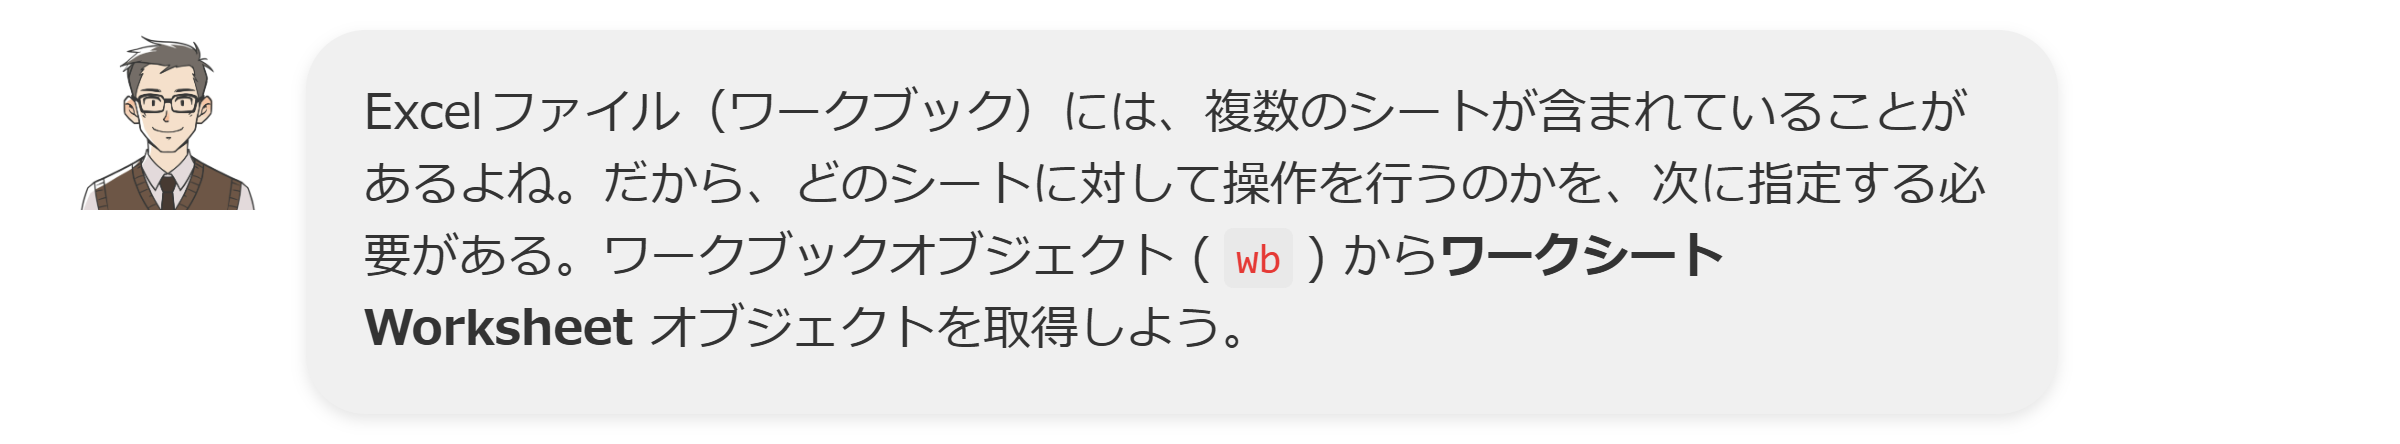 Excelファイル（ワークブック）には、複数のシートが含まれていることが
あるよね。だから、どのシートに対して操作を行うのかを、次に指定する必
要がある。ワークブックオブジェクト ( wb ) からワークシート
Worksheet オブジェクトを取得しよう。